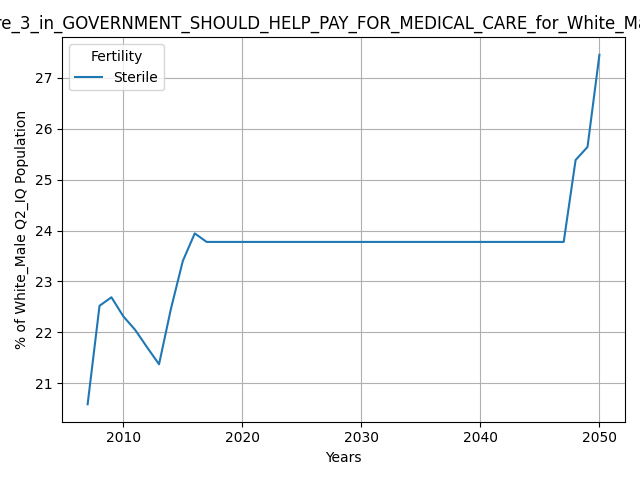 re_3_in_GOVERNMENT_SHOULD_HELP_PAY_FOR_MEDICAL_CARE_for_White_Ma
Fertility
Sterile
27
26
25
24
23
22
21
% of White_Male Q2_IQ Population
2010
2020
2030
2040
2050
Years